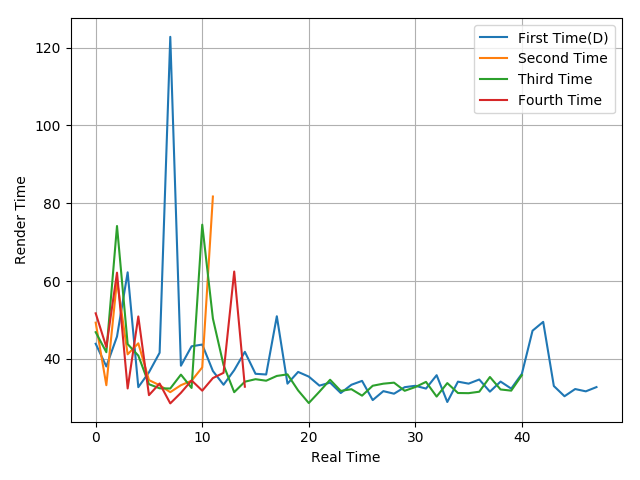 First Time(D)
Second Time
Third Time
Fourth Time
120
100
80
60
40
Render Time
0 10 20 30 40
Real Time